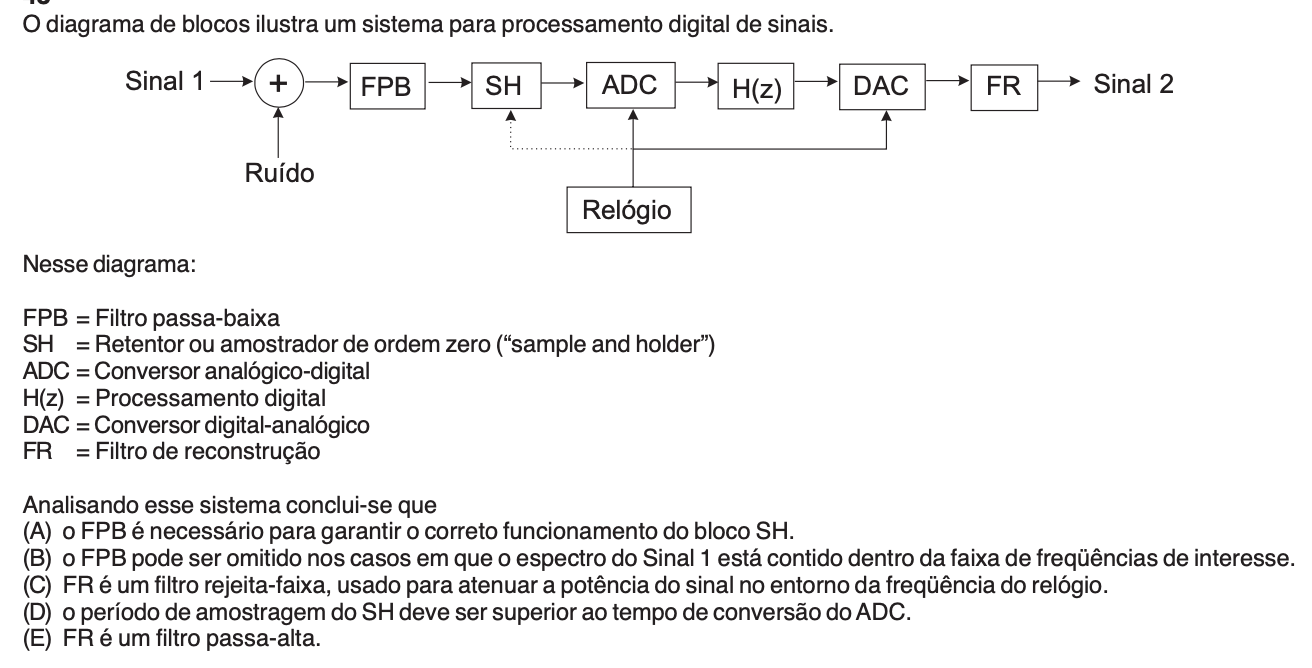 O diagrama de blocos ilustra um sistema para processamento digital de sinais.
Sinal 1 + FPB SH ADC H(z) DAC FR Sinal 2
Ruído
Relógio
Nesse diagrama:
FPB = Filtro passa-baixa
SH = Retentor ou amostrador de ordem zero (“sample and holder”)
ADC = Conversor analógico-digital
H(z) = Processamento digital
DAC = Conversor digital-analógico
FR = Filtro de reconstrução
Analisando esse sistema conclui-se que
(A) o FPB é necessário para garantir o correto funcionamento do bloco SH.
(B) o FPB pode ser omitido nos casos em que o espectro do Sinal 1 está contido dentro da faixa de freqüências de interesse.
(C) FR é um filtro rejeita-faixa, usado para atenuar a potência do sinal no entorno da freqüência do relógio.
(D) o período de amostragem do SH deve ser superior ao tempo de conversão do ADC.
(E) FR é um filtro passa-alta.